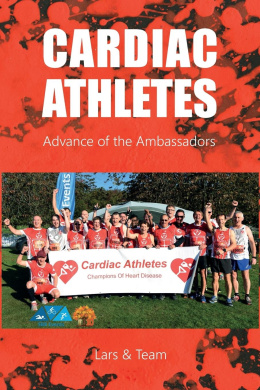 CARDIAC
ATHLETES
Advance of the Ambassadors
Events
Cardiac Athletes
Champions Of Heart Disease
Lars & Team